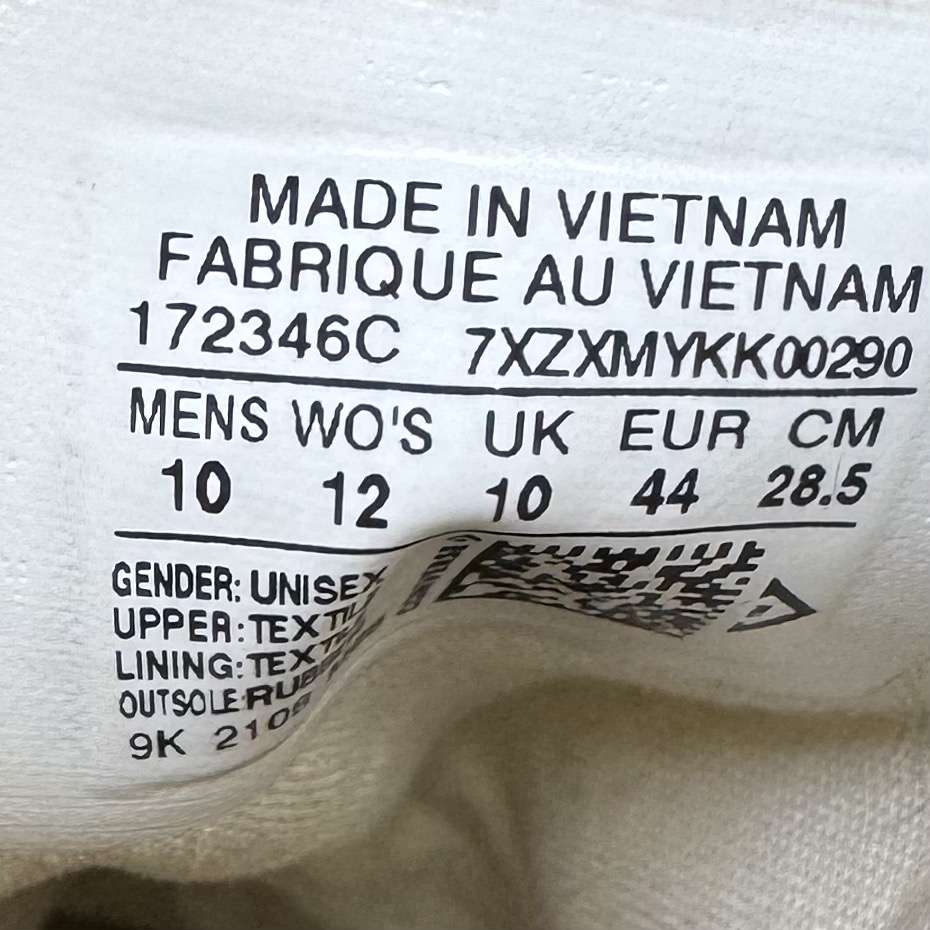 MADE IN VIETNAM
FABRIQUE AU VIETNAM
172346C 7XZXMYKK00290
MENS WO'S UK EUR CM
10 12 10 44 28.5
GENDER: UNISEX
UPPER:
LINING:
OUTSOLE
9K